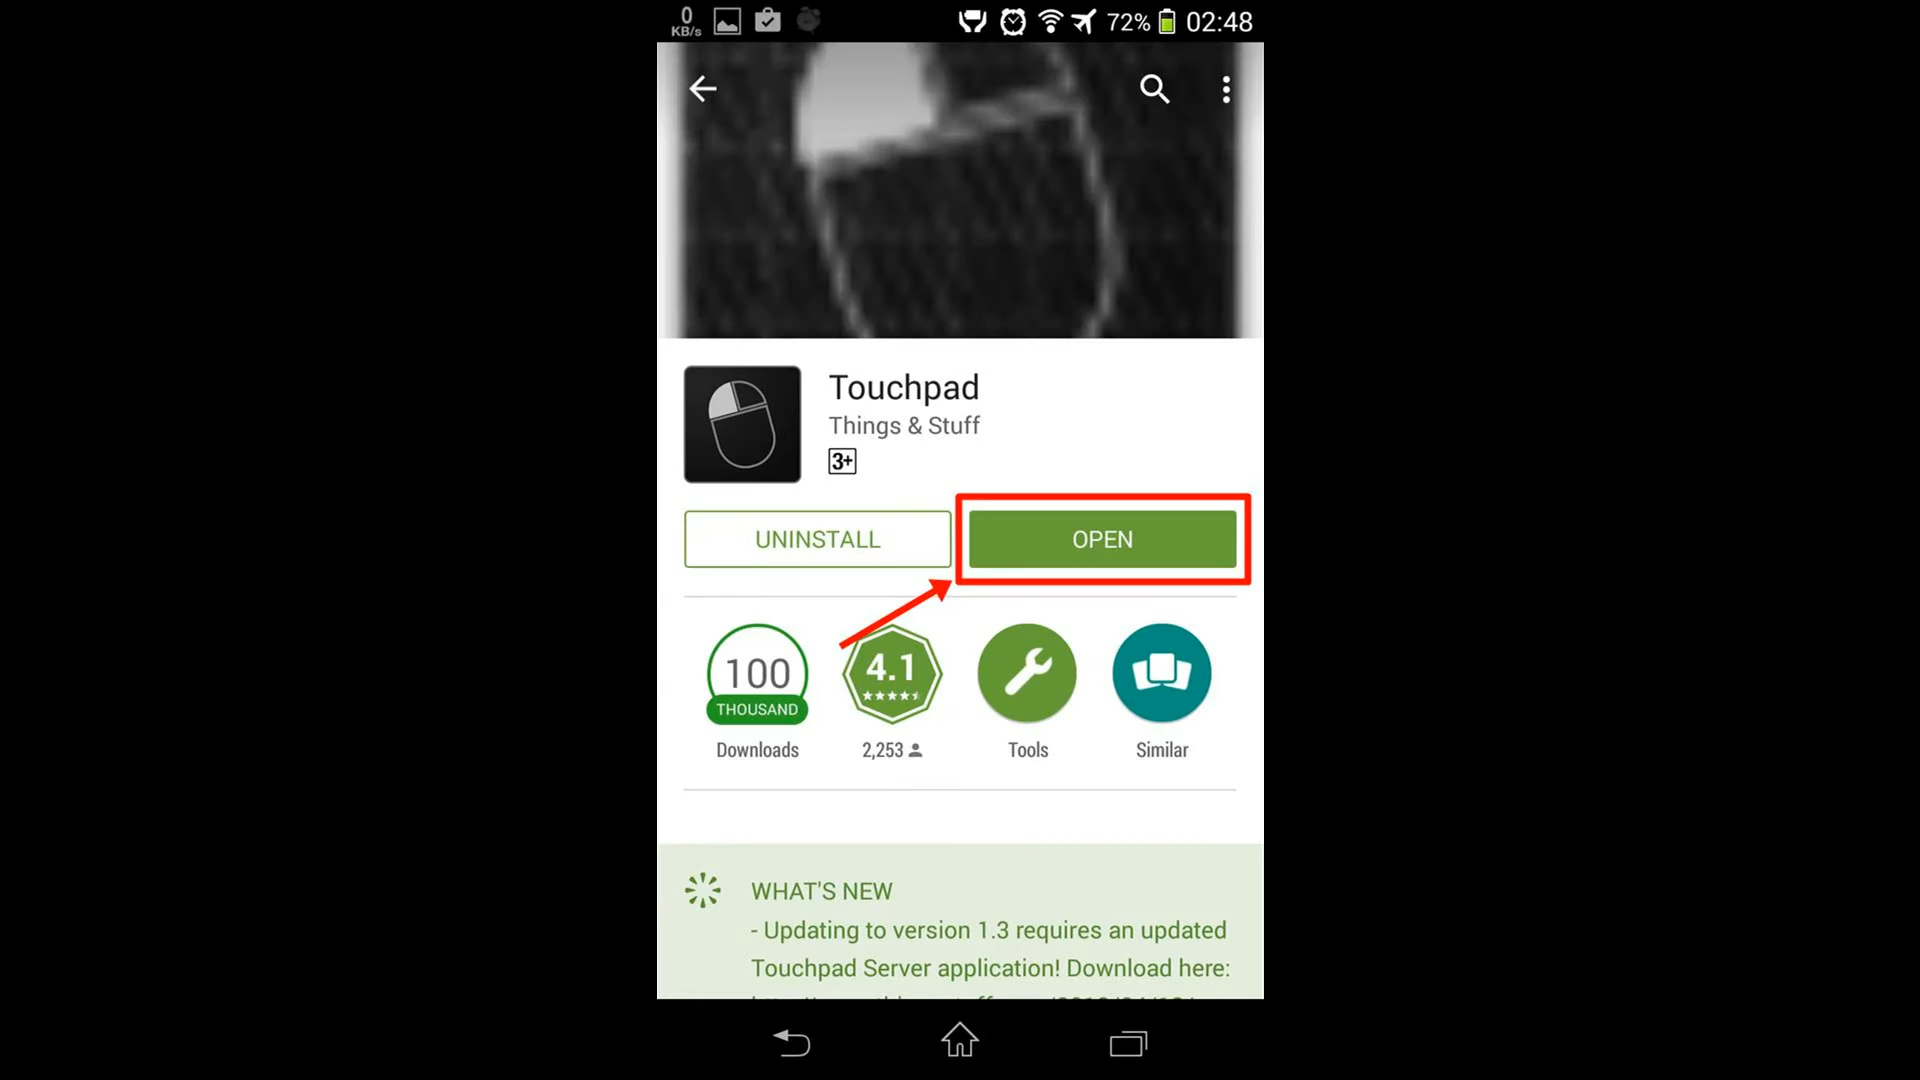 0
KB/s
72%
02:48
Touchpad
Things & Stuff
3+
UNINSTALL
OPEN
100
THOUSAND
4.1
Downloads
2,253
Tools
Similar
WHAT'S NEW
- Updating to version 1.3 requires an updated
Touchpad Server application! Download here: